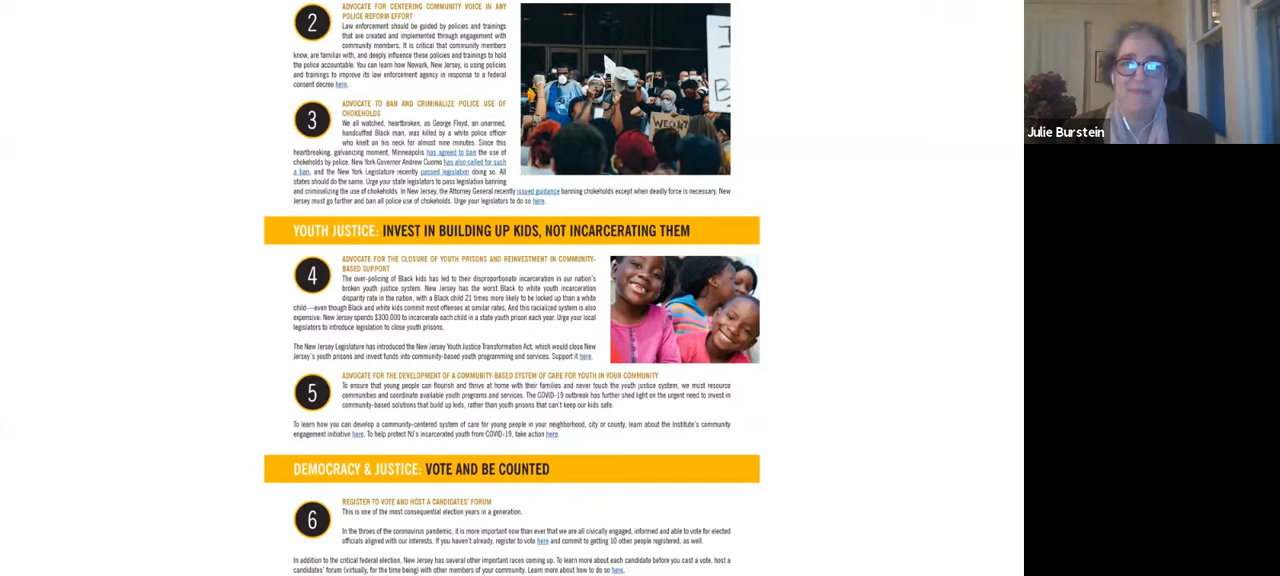 2
ADVOCATE FOR CENTERING COMMUNITY VOICE IN ANY
POLICE REFORM EFFORT
Law enforcement should be guided by policies and trainings
that are created and implemented through engagement with
community members. It is critical that community members
know, are familiar with, and deeply influence these policies and trainings to hold
the police accountable. You can learn how Newark, New Jersey, is using policies
and trainings to improve its law enforcement agency in response to a federal
consent decree here.
3
ADVOCATE TO BAN AND CRIMINALIZE POLICE USE OF
CHOKEHOLDS
We all watched, heartbroken, as George Floyd, an unarmed,
handcuffed Black man, was killed by a white police officer
who knelt on his neck for almost nine minutes. Since this
heartbreaking, galvanizing moment, Minneapolis has agreed to ban the use of
chokeholds by police. New York Governor Andrew Cuomo has also called for such
a ban, and the New York Legislature recently passed legislation doing so. All
states should do the same. Urge your state legislators to pass legislation banning
and criminalizing the use of chokeholds. In New Jersey, the Attorney General recently issued guidance banning chokeholds except when deadly force is necessary. New
Jersey must go further and ban all police use of chokeholds. Urge your legislators to do so here.
WE CAN'T
B
Julie Burstein
YOUTH JUSTICE: INVEST IN BUILDING UP KIDS, NOT INCARCERATING THEM
4
ADVOCATE FOR THE CLOSURE OF YOUTH PRISONS AND REINVESTMENT IN COMMUNITY-
BASED SUPPORT
The over-policing of Black kids has led to their disproportionate incarceration in our nation's
broken youth justice system. New Jersey has the worst Black to white youth incarceration
disparity rate in the nation, with a Black child 21 times more likely to be locked up than a white
child—even though Black and white kids commit most offenses at similar rates. And this racialized system is also
expensive: New Jersey spends $300,000 to incarcerate each child in a state youth prison each year. Urge your local
legislators to introduce legislation to close youth prisons.
The New Jersey Legislature has introduced the New Jersey Youth Justice Transformation Act, which would close New
Jersey's youth prisons and invest funds into community-based youth programming and services. Support it here.
5
ADVOCATE FOR THE DEVELOPMENT OF A COMMUNITY-BASED SYSTEM OF CARE FOR YOUTH IN YOUR COMMUNITY
To ensure that young people can flourish and thrive at home with their families and never touch the youth justice system, we must resource
communities and coordinate available youth programs and services. The COVID-19 outbreak has further shed light on the urgent need to invest in
community-based solutions that build up kids, rather than youth prisons that can't keep our kids safe.
To learn how you can develop a community-centered system of care for young people in your neighborhood, city or county, learn about the Institute's community
engagement initiative here. To help protect NJ's incarcerated youth from COVID-19, take action here.
DEMOCRACY & JUSTICE: VOTE AND BE COUNTED
6
REGISTER TO VOTE AND HOST A CANDIDATES' FORUM
This is one of the most consequential election years in a generation.
In the throes of the coronavirus pandemic, it is more important now than ever that we are all civically engaged, informed and able to vote for elected
officials aligned with our interests. If you haven't already, register to vote here and commit to getting 10 other people registered, as well.
In addition to the critical federal election, New Jersey has several other important races coming up. To learn more about each candidate before you cast a vote, host a
candidates' forum (virtually, for the time being) with other members of your community. Learn more about how to do so here.